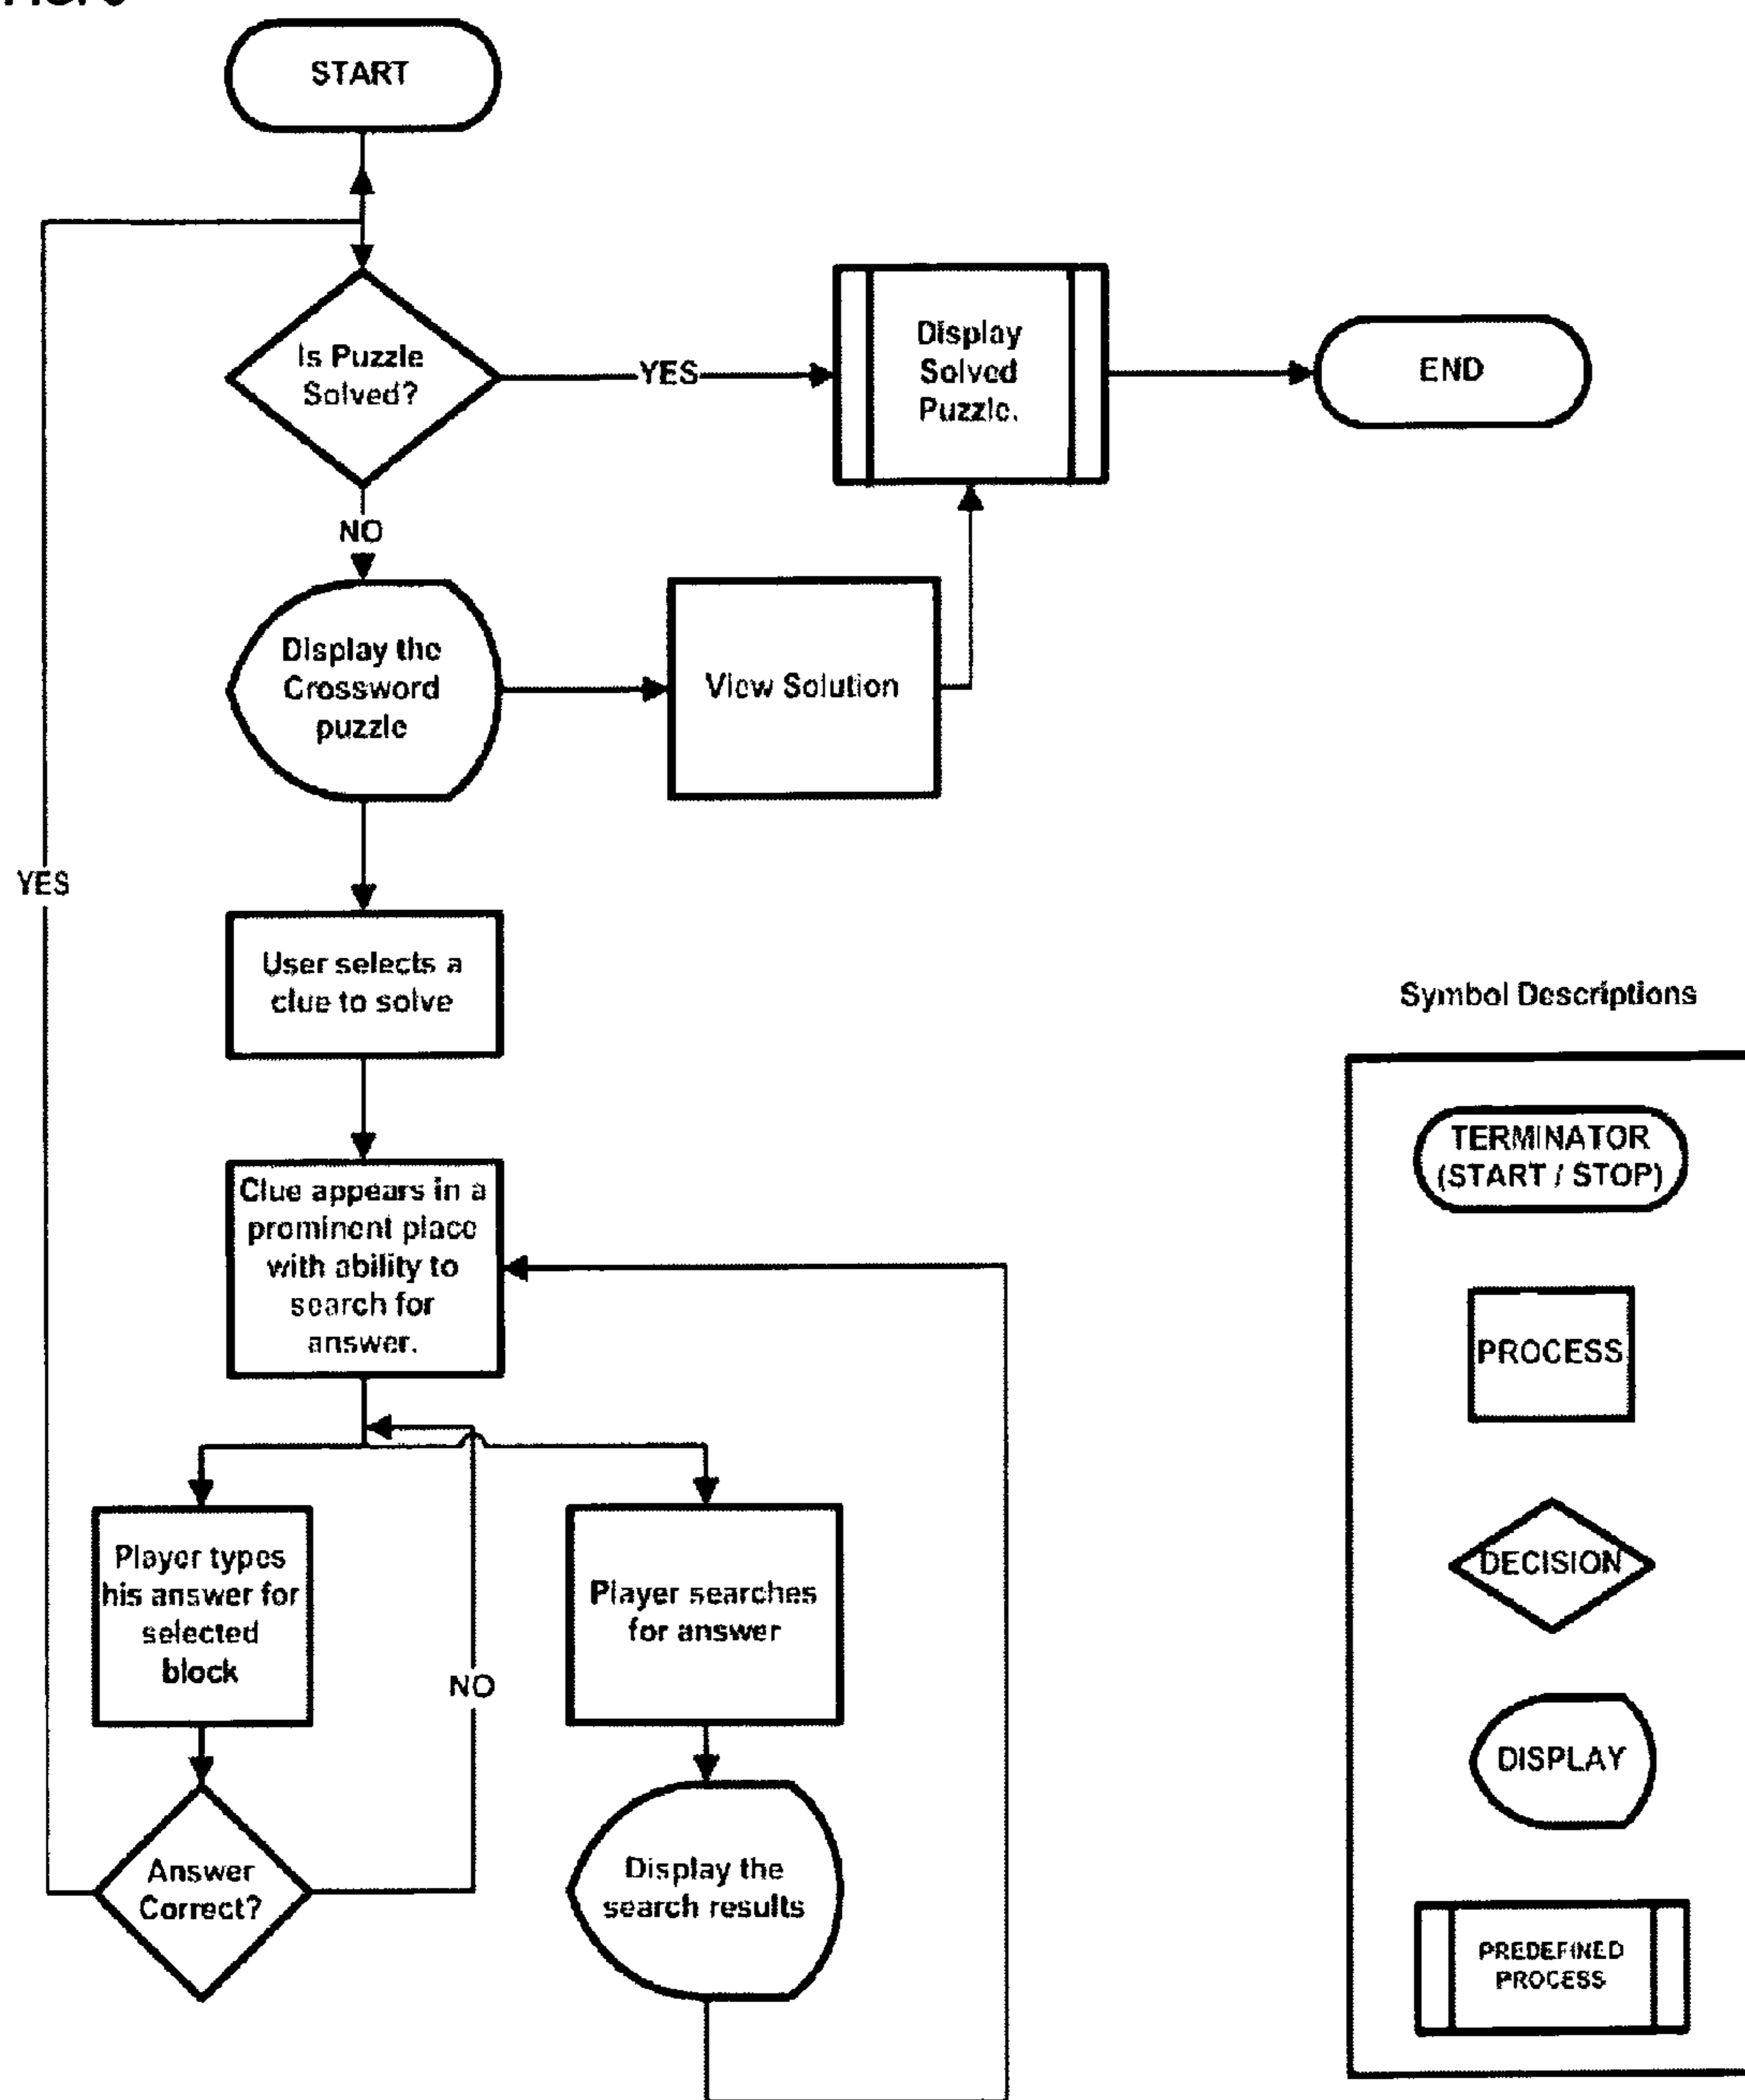 START
Is Puzzle
Solved?
YES
Display
Solved
Puzzle.
END
NO
Display the
Crossword
puzzle
View Solution
YES
User selects a
clue to solve
Clue appears in a
prominent place
with ability to
search for
answer.
Player types
his answer for
selected
block
Player searches
for answer
NO
Answer
Correct?
Display the
search results
Symbol Descriptions
TERMINATOR
(START / STOP)
PROCESS
DECISION
DISPLAY
PREDEFINED
PROCESS